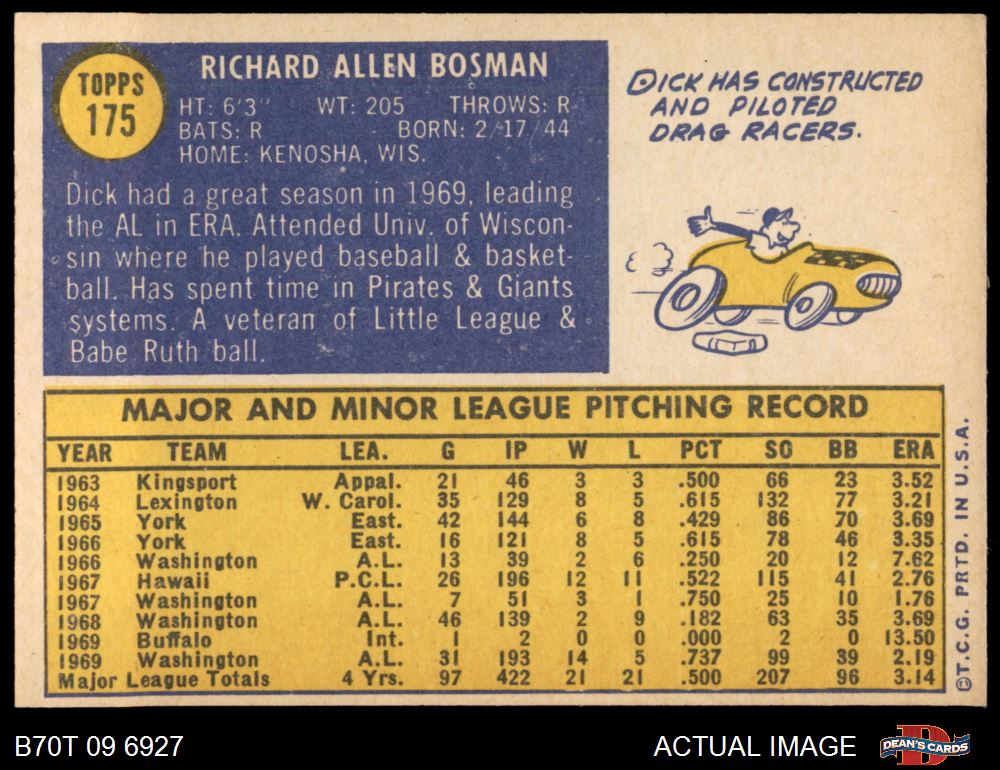 TOPPS
175
RICHARD ALLEN BOSMAN
HT: 6'3" WT: 205 THROWS: R
BATS: R BORN: 2/17/44
HOME: KENOSHA, WIS.
Dick had a great season in 1969, leading
the AL in ERA. Attended Univ. of Wiscon-
sin where he played baseball & basket-
ball. Has spent time in Pirates & Giants
systems. A veteran of Little League &
Babe Ruth ball.
DICK HAS CONSTRUCTED
AND PILOTED
DRAG RACERS.
MAJOR AND MINOR LEAGUE PITCHING RECORD
YEAR TEAM LEA. G IP W L PCT SO BB ERA
1963 Kingsport Appal. 21 46 3 3 .500 66 23 3.52
1964 Lexington W. Carol. 35 129 8 5 .615 132 77 3.21
1965 York East. 42 144 6 8 .429 86 70 3.69
1966 York East. 16 121 8 5 .615 78 46 3.35
1966 Washington A.L. 13 39 2 6 .250 20 12 7.62
1967 Hawaii P.C.L. 26 196 12 11 .522 115 41 2.76
1967 Washington A.L. 7 51 3 1 .750 25 10 1.76
1968 Washington A.L. 46 139 2 9 .182 63 35 3.69
1969 Buffalo Int. 1 2 0 0 .000 2 0 13.50
1969 Washington A.L. 31 193 14 5 .737 99 39 2.19
Major League Totals 4 Yrs. 97 422 21 21 .500 207 96 3.14
©T.C.G. PRTD. IN U.S.A.
B70T 09 6927
ACTUAL IMAGE
D
DEAN'S CARDS